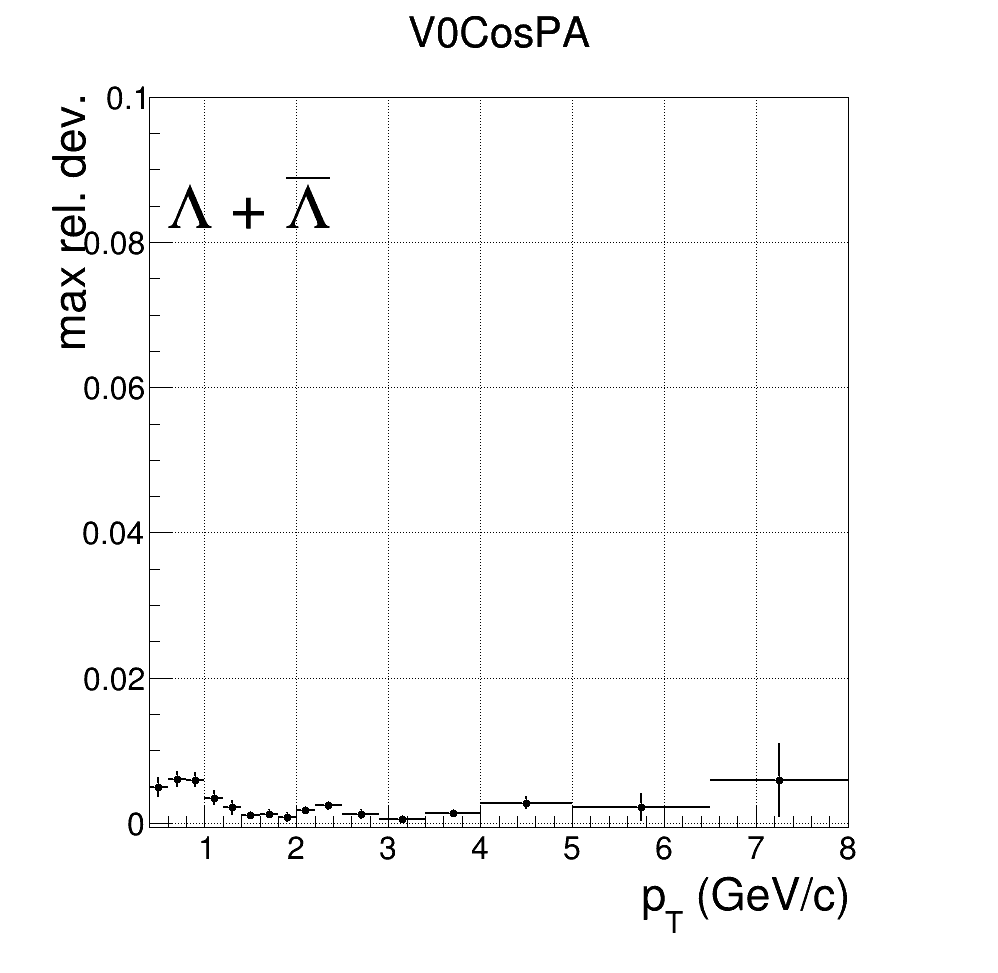 V0CosPA
max rel. dev.
0.1
0.08
0.06
0.04
0.02
0
Λ + Λ̅
1 2 3 4 5 6 7 8
p_T (GeV/c)